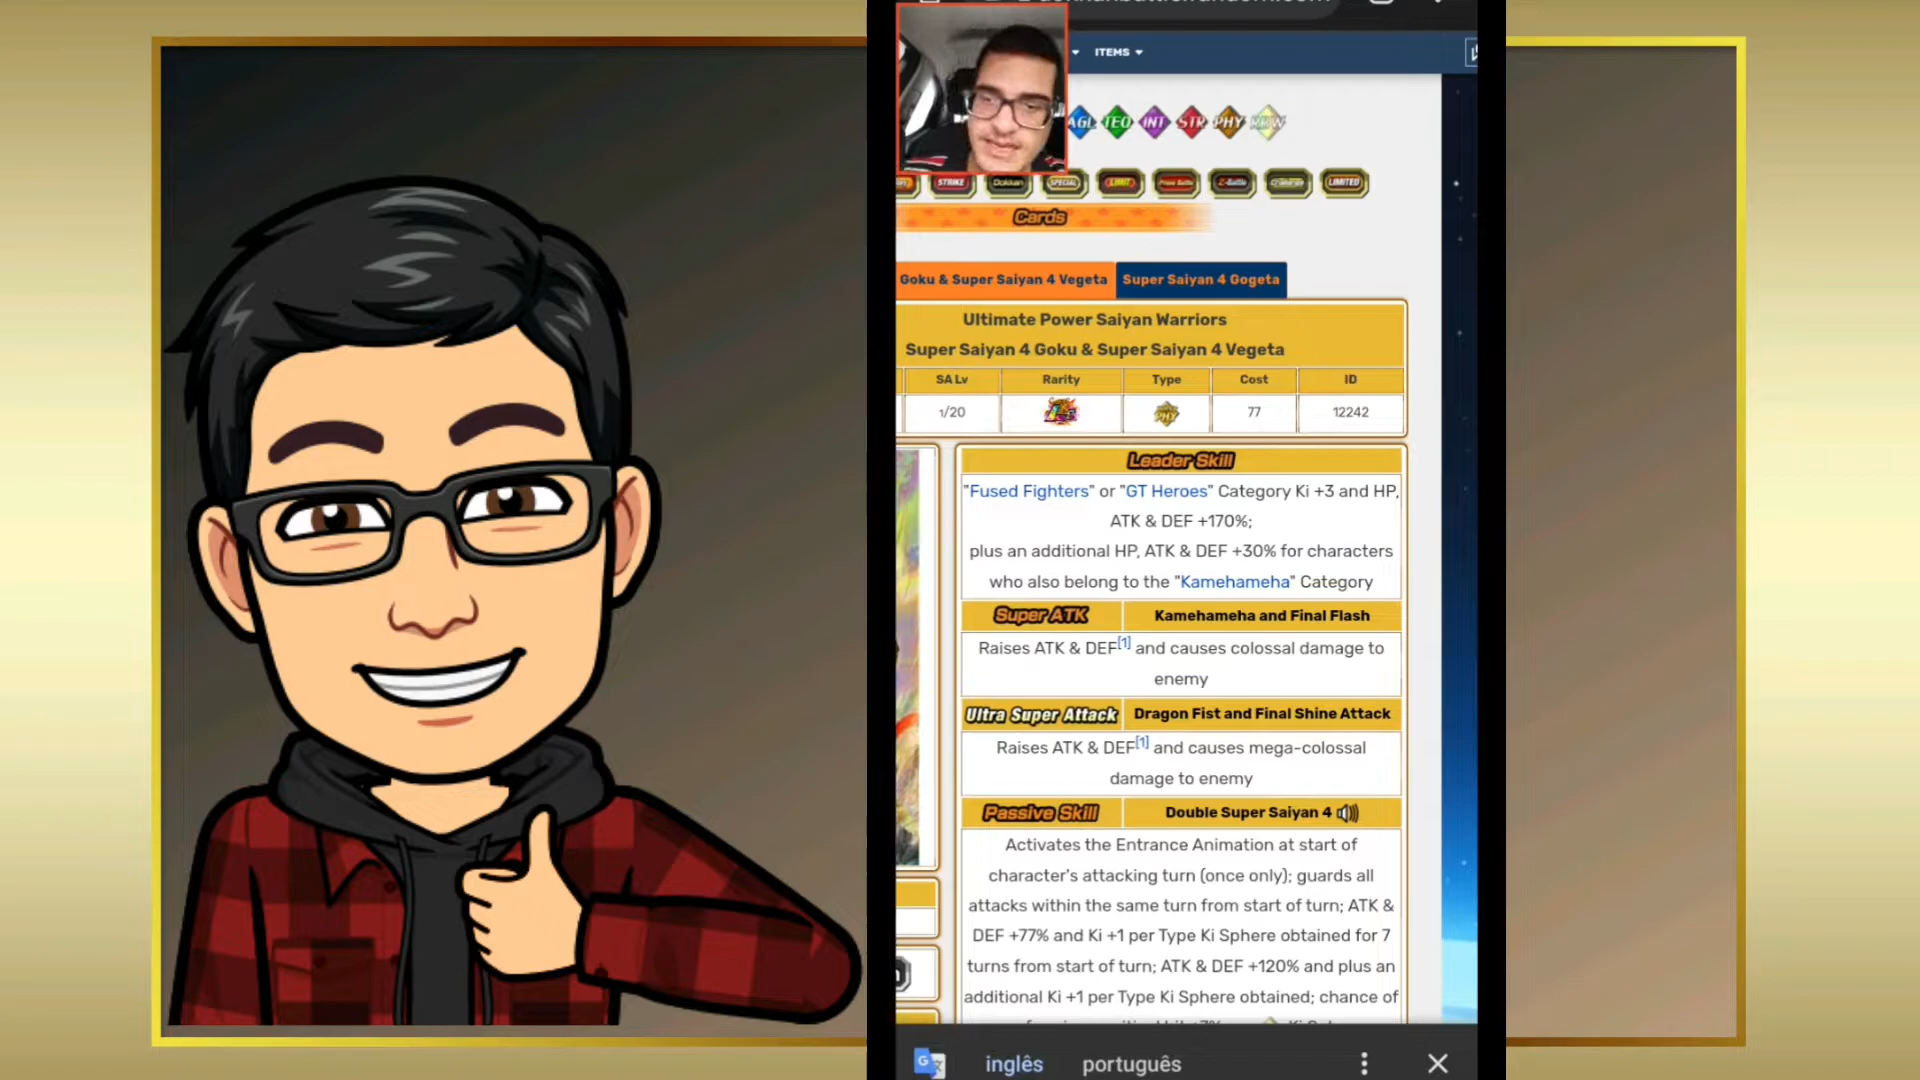 ITEMS
AGL TEQ INT STR PHY
STRIKE Dokkan SPECIAL LIMIT Z-Battle LIMITED
Cards
Goku & Super Saiyan 4 Vegeta Super Saiyan 4 Gogeta
Ultimate Power Saiyan Warriors
Super Saiyan 4 Goku & Super Saiyan 4 Vegeta
SA Lv Rarity Type Cost ID
1/20 PHY 77 12242
Leader Skill
"Fused Fighters" or "GT Heroes" Category Ki +3 and HP,
ATK & DEF +170%;
plus an additional HP, ATK & DEF +30% for characters
who also belong to the "Kamehameha" Category
Super ATK Kamehameha and Final Flash
Raises ATK & DEF[1] and causes colossal damage to
enemy
Ultra Super Attack Dragon Fist and Final Shine Attack
Raises ATK & DEF[1] and causes mega-colossal
damage to enemy
Passive Skill Double Super Saiyan 4
Activates the Entrance Animation at start of
character's attacking turn (once only); guards all
attacks within the same turn from start of turn; ATK &
DEF +77% and Ki +1 per Type Ki Sphere obtained for 7
turns from start of turn; ATK & DEF +120% and plus an
additional Ki +1 per Type Ki Sphere obtained; chance of
inglês português